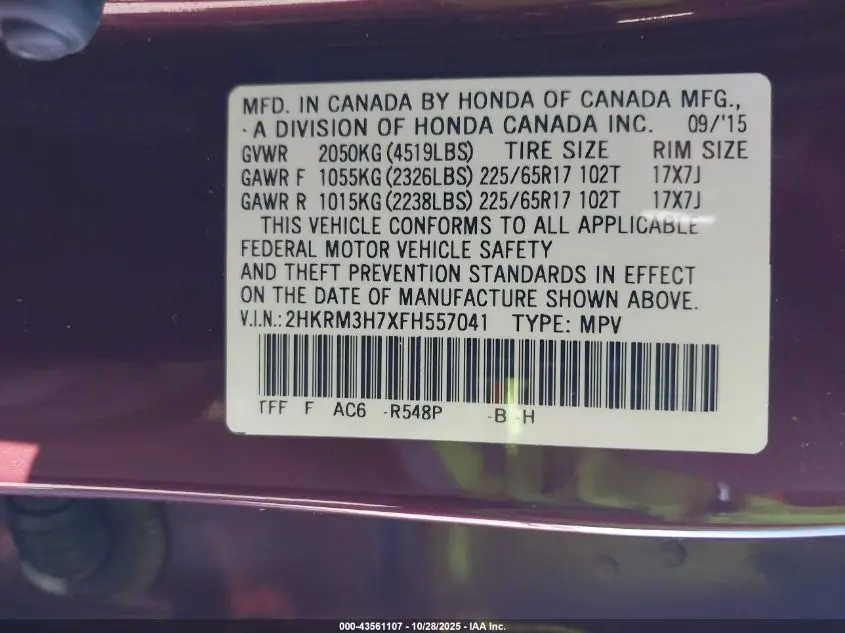 MFD. IN CANADA BY HONDA OF CANADA MFG.,
A DIVISION OF HONDA CANADA INC. 09/'15
GVWR 2050KG (4519LBS) TIRE SIZE RIM SIZE
GAWR F 1055KG (2326LBS) 225/65R17 102T 17X7J
GAWR R 1015KG (2238LBS) 225/65R17 102T 17X7J
THIS VEHICLE CONFORMS TO ALL APPLICABLE
FEDERAL MOTOR VEHICLE SAFETY
AND THEFT PREVENTION STANDARDS IN EFFECT
ON THE DATE OF MANUFACTURE SHOWN ABOVE.
V.I.N.: 2HKRM3H7XFH557041 TYPE: MPV
TFF F AC6 -R548P -B -H
000-43561107 - 10/28/2025 - IAA Inc.